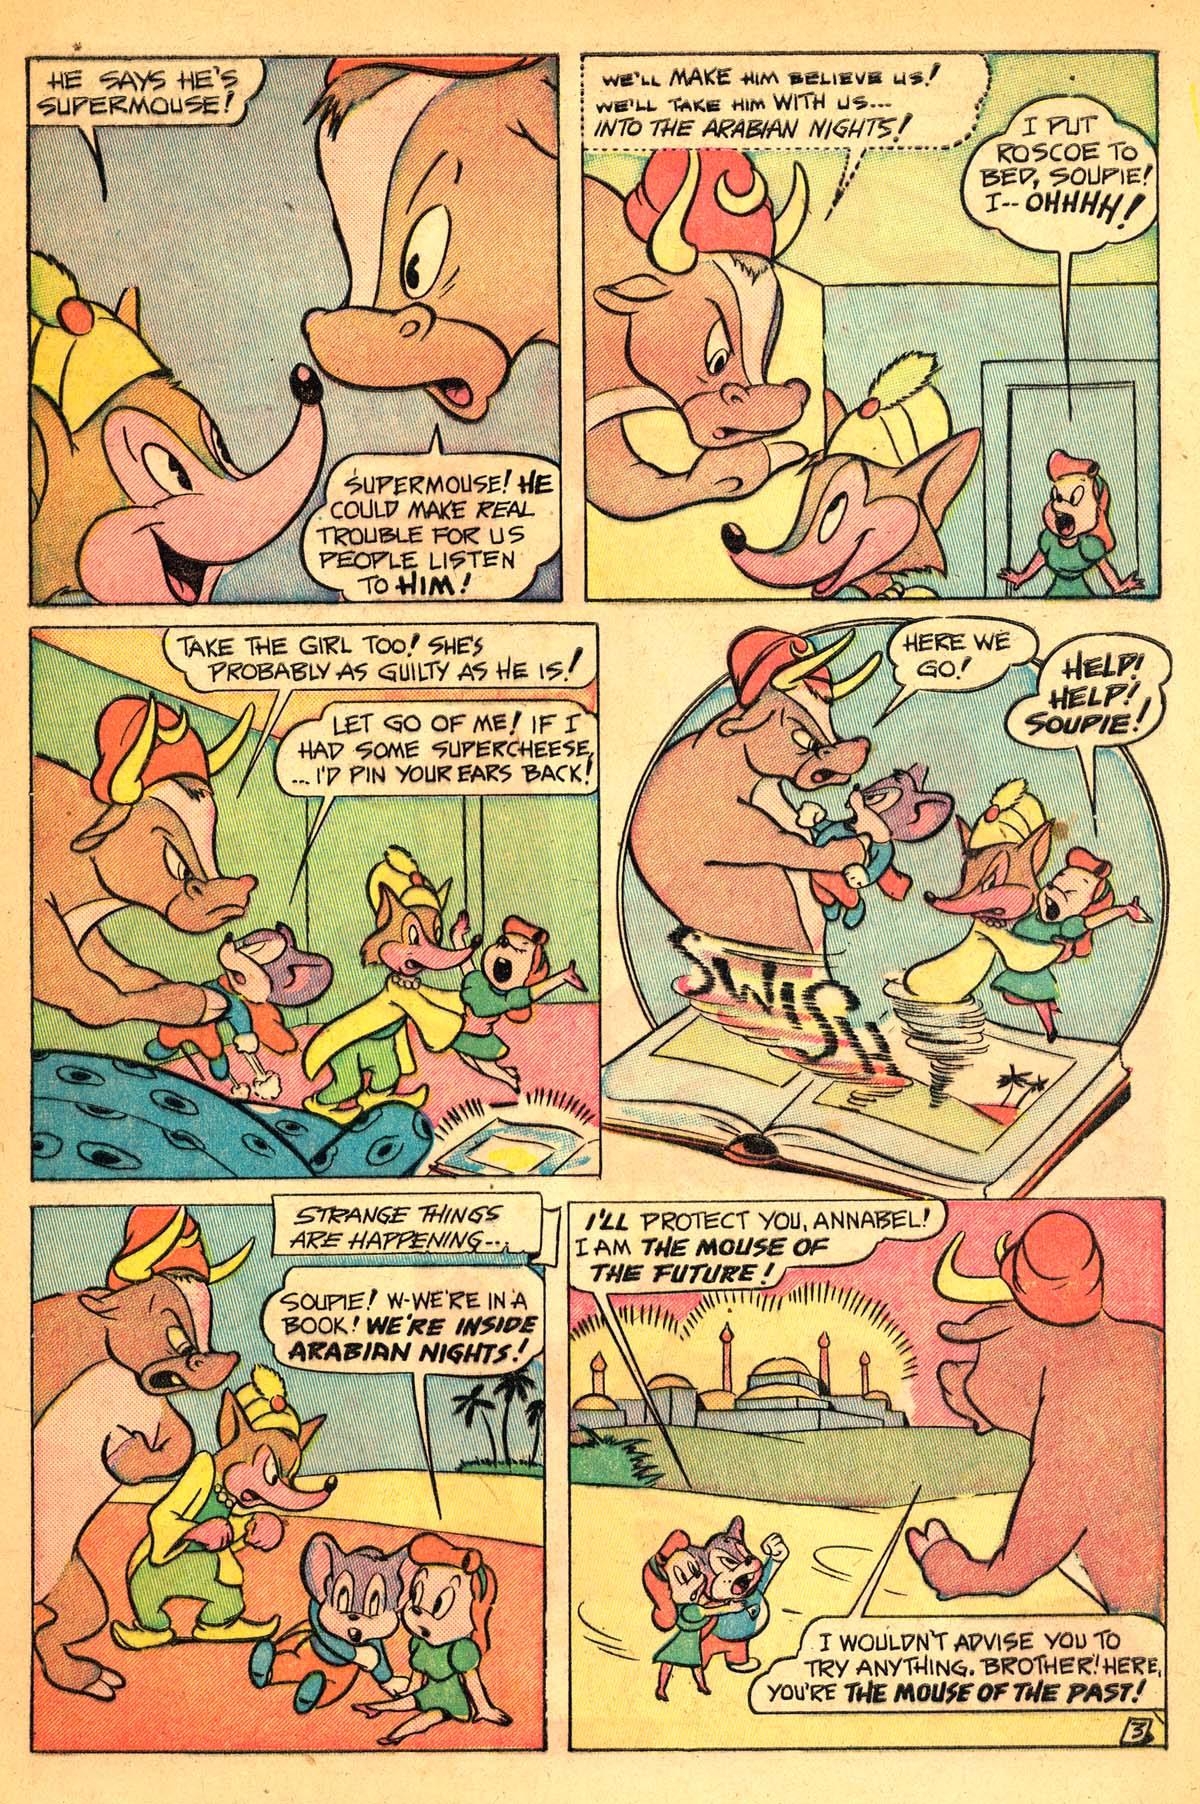 HE SAYS HE'S
SUPERMOUSE!
SUPERMOUSE! HE
COULD MAKE REAL
TROUBLE FOR US
PEOPLE LISTEN
TO HIM!
WE'LL MAKE HIM BELIEVE US!
WE'LL TAKE HIM WITH US...
INTO THE ARABIAN NIGHTS!
I PUT
ROSCOE TO
BED, SOUPIE!
I-- OHHHH!
TAKE THE GIRL TOO! SHE'S
PROBABLY AS GUILTY AS HE IS!
LET GO OF ME! IF I
HAD SOME SUPERCHEESE,
... I'D PIN YOUR EARS BACK!
HERE WE
GO!
HELP!
HELP!
SOUPIE!
SWISH
STRANGE THINGS
ARE HAPPENING...
SOUPIE! W-WE'RE IN A
BOOK! WE'RE INSIDE
ARABIAN NIGHTS!
I'LL PROTECT YOU, ANNABEL!
I AM THE MOUSE OF
THE FUTURE!
I WOULDN'T ADVISE YOU TO
TRY ANYTHING. BROTHER! HERE,
YOU'RE THE MOUSE OF THE PAST!
3